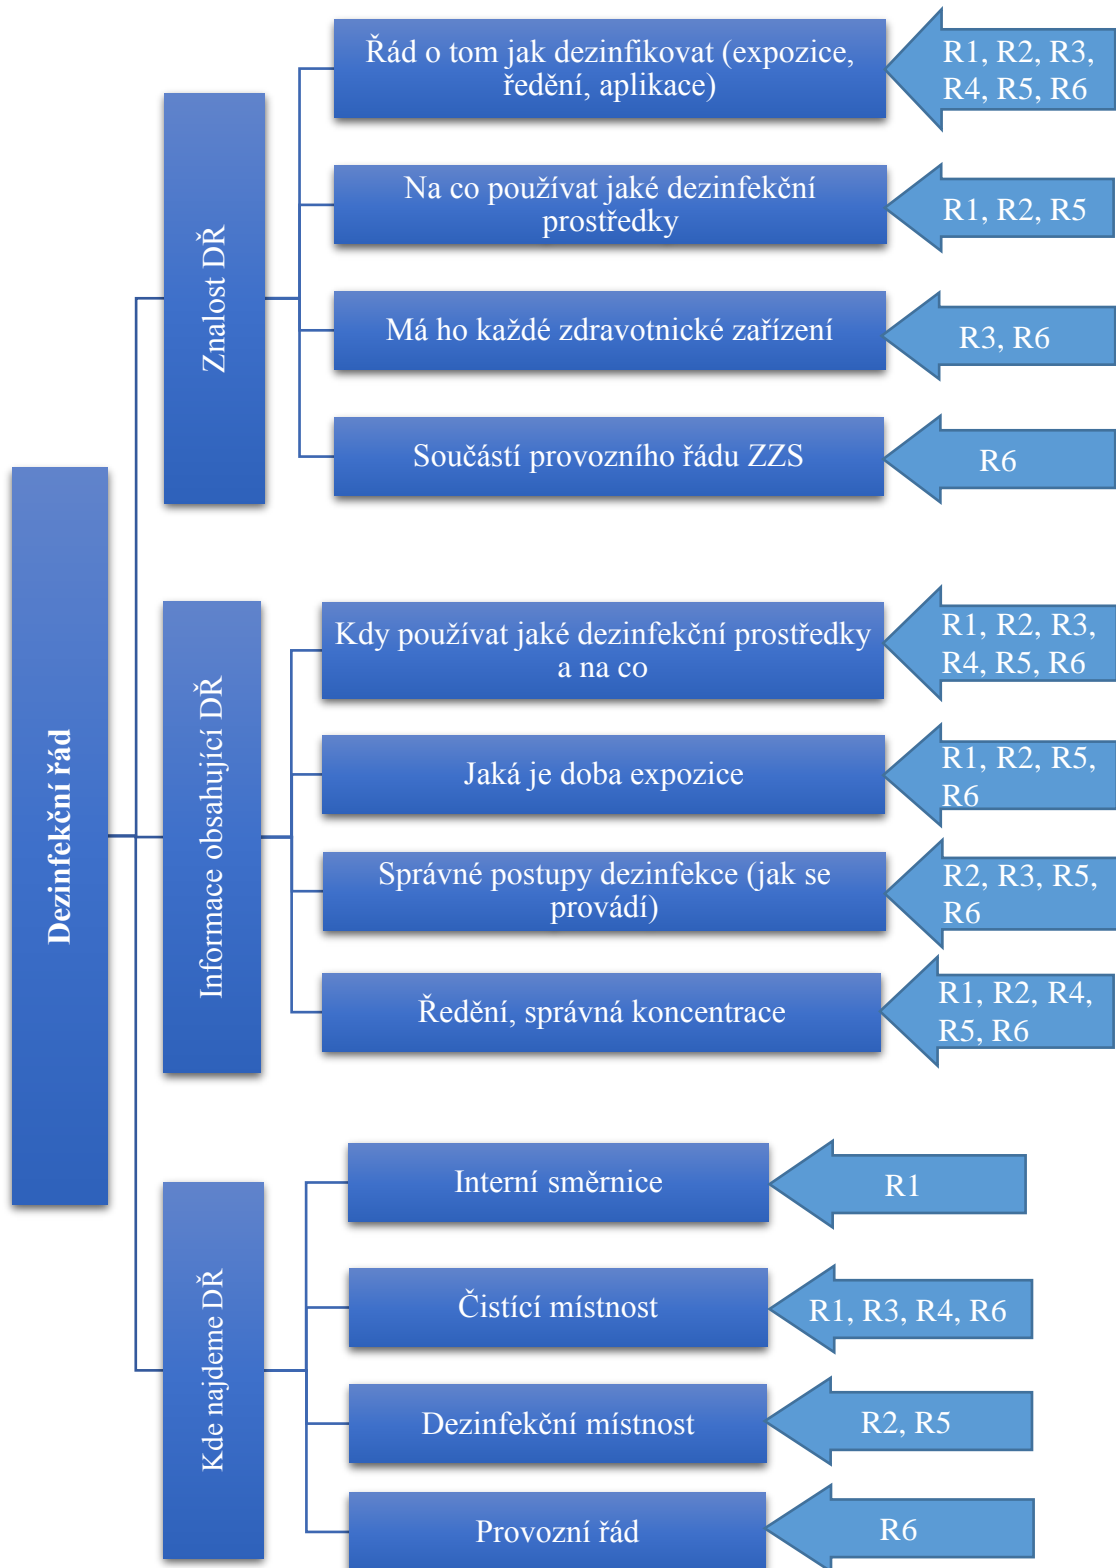 Dezinfekční řád
Znalost DŘ
Řád o tom jak dezinfikovat (expozice,
ředění, aplikace)
R1, R2, R3,
R4, R5, R6
Na co používat jaké dezinfekční
prostředky
R1, R2, R5
Má ho každé zdravotnické zařízení
R3, R6
Součástí provozního řádu ZZS
R6
Informace obsahující DŘ
Kdy používat jaké dezinfekční prostředky
a na co
R1, R2, R3,
R4, R5, R6
Jaká je doba expozice
R1, R2, R5,
R6
Správné postupy dezinfekce (jak se
provádí)
R2, R3, R5,
R6
Ředění, správná koncentrace
R1, R2, R4,
R5, R6
Kde najdeme DŘ
Interní směrnice
R1
Čistící místnost
R1, R3, R4, R6
Dezinfekční místnost
R2, R5
Provozní řád
R6